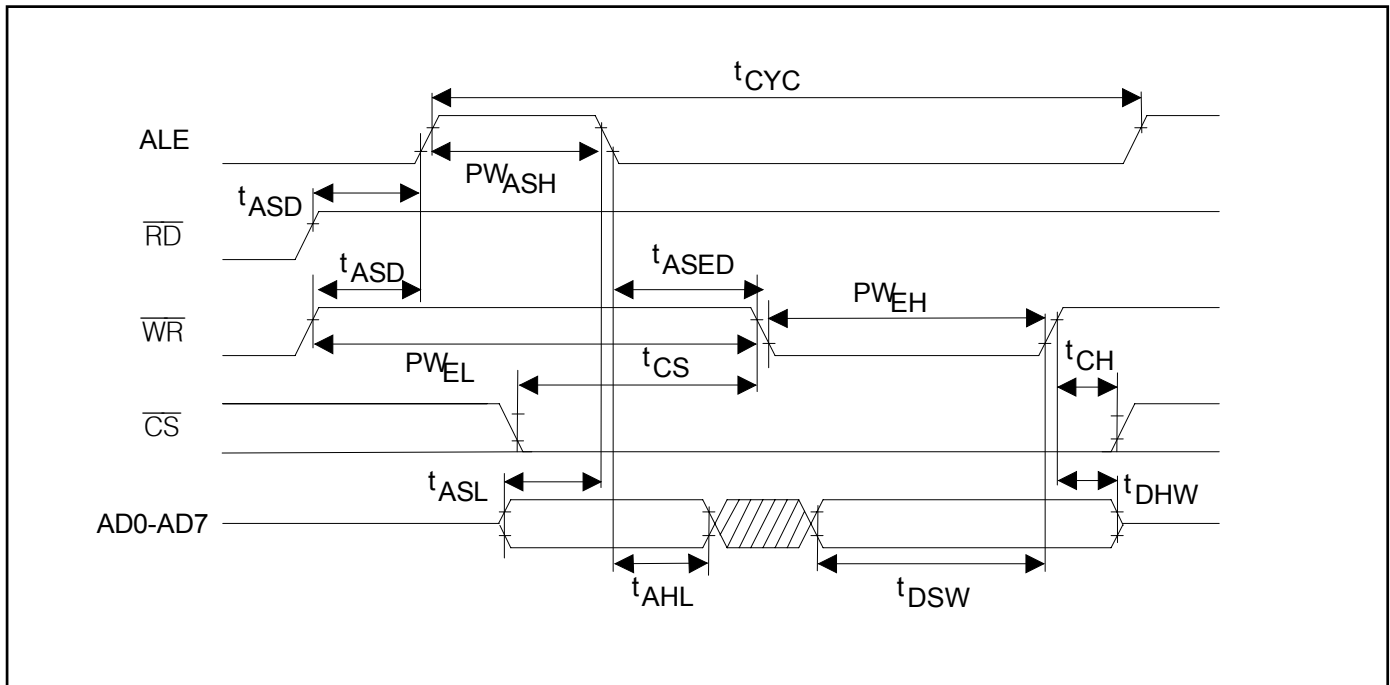 tCYC
ALE
PWASH
tASD
RD
tASD
tASED
PWEH
WR
PWEL
tCS
tCH
CS
tASL
tDHW
AD0-AD7
tAHL
tDSW